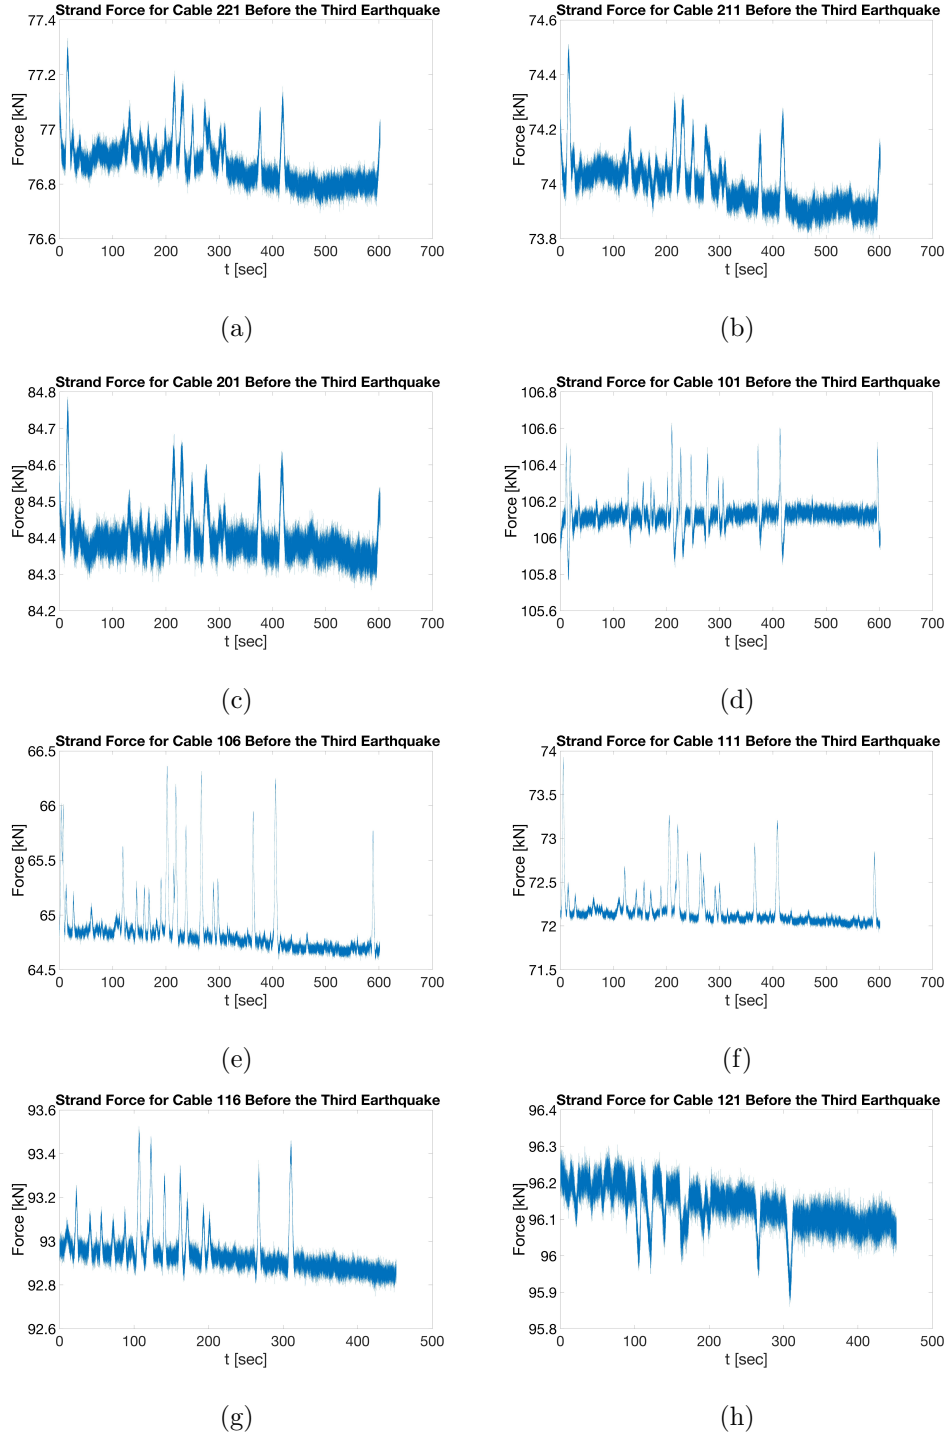 Strand Force for Cable 221 Before the Third Earthquake
77.4
77.2
77
76.8
76.6
Force [kN]
0 100 200 300 400 500 600 700
t [sec]
(a)
Strand Force for Cable 211 Before the Third Earthquake
74.6
74.4
74.2
74
73.8
Force [kN]
0 100 200 300 400 500 600 700
t [sec]
(b)
Strand Force for Cable 201 Before the Third Earthquake
84.8
84.7
84.6
84.5
84.4
84.3
84.2
Force [kN]
0 100 200 300 400 500 600 700
t [sec]
(c)
Strand Force for Cable 101 Before the Third Earthquake
106.8
106.6
106.4
106.2
106
105.8
105.6
Force [kN]
0 100 200 300 400 500 600 700
t [sec]
(d)
Strand Force for Cable 106 Before the Third Earthquake
66.5
66
65.5
65
64.5
Force [kN]
0 100 200 300 400 500 600 700
t [sec]
(e)
Strand Force for Cable 111 Before the Third Earthquake
74
73.5
73
72.5
72
71.5
Force [kN]
0 100 200 300 400 500 600 700
t [sec]
(f)
Strand Force for Cable 116 Before the Third Earthquake
93.6
93.4
93.2
93
92.8
92.6
Force [kN]
0 100 200 300 400 500
t [sec]
(g)
Strand Force for Cable 121 Before the Third Earthquake
96.4
96.3
96.2
96.1
96
95.9
95.8
Force [kN]
0 100 200 300 400 500
t [sec]
(h)